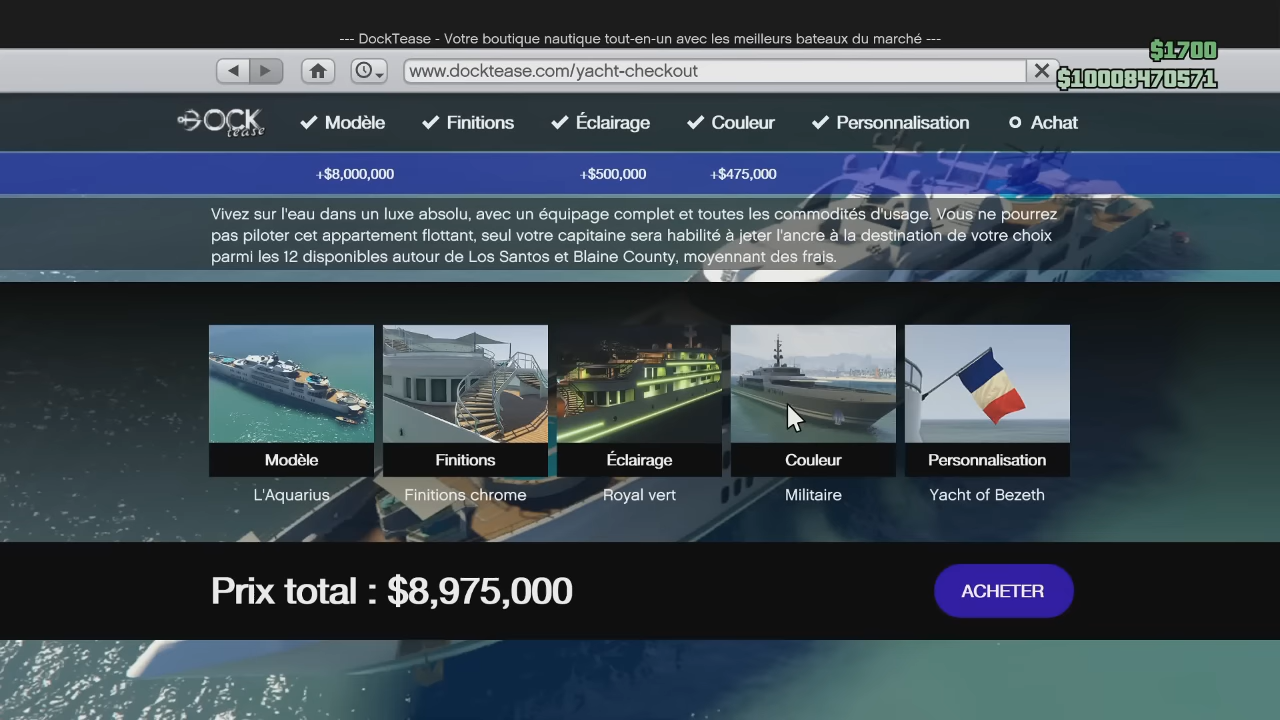 --- DockTease - Votre boutique nautique tout-en-un avec les meilleurs bateaux du marché ---
$1700
www.docktease.com/yacht-checkout
$10008470571
DOCK tease
Modèle
Finitions
Éclairage
Couleur
Personnalisation
Achat
+$8,000,000
+$500,000
+$475,000
Vivez sur l'eau dans un luxe absolu, avec un équipage complet et toutes les commodités d'usage. Vous ne pourrez
pas piloter cet appartement flottant, seul votre capitaine sera habilité à jeter l'ancre à la destination de votre choix
parmi les 12 disponibles autour de Los Santos et Blaine County, moyennant des frais.
Modèle
Finitions
Éclairage
Couleur
Personnalisation
L'Aquarius
Finitions chrome
Royal vert
Militaire
Yacht of Bezeth
Prix total : $8,975,000
ACHETER